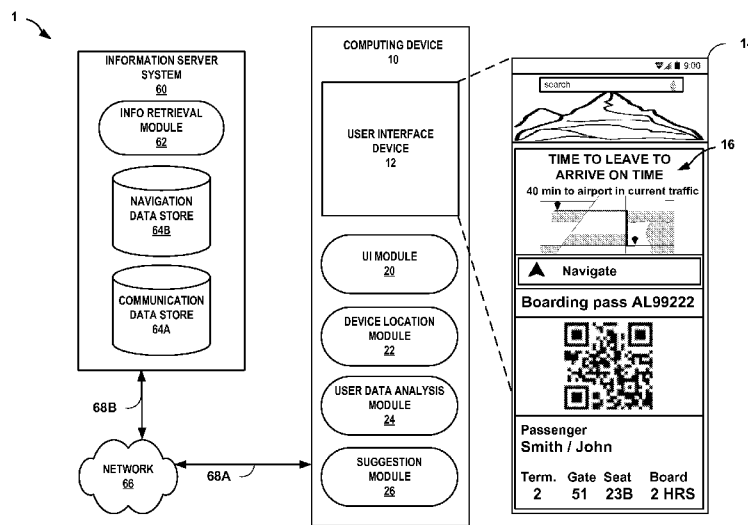 1
INFORMATION SERVER
SYSTEM
60
INFO RETRIEVAL
MODULE
62
NAVIGATION
DATA STORE
64B
COMMUNICATION
DATA STORE
64A
68B
NETWORK
66
68A
COMPUTING DEVICE
10
USER INTERFACE
DEVICE
12
UI MODULE
20
DEVICE LOCATION
MODULE
22
USER DATA ANALYSIS
MODULE
24
SUGGESTION
MODULE
26
9:00
search
16
TIME TO LEAVE TO
ARRIVE ON TIME
40 min to airport in current traffic
Navigate
Boarding pass AL99222
Passenger
Smith / John
Term. Gate Seat Board
2 51 23B 2 HRS